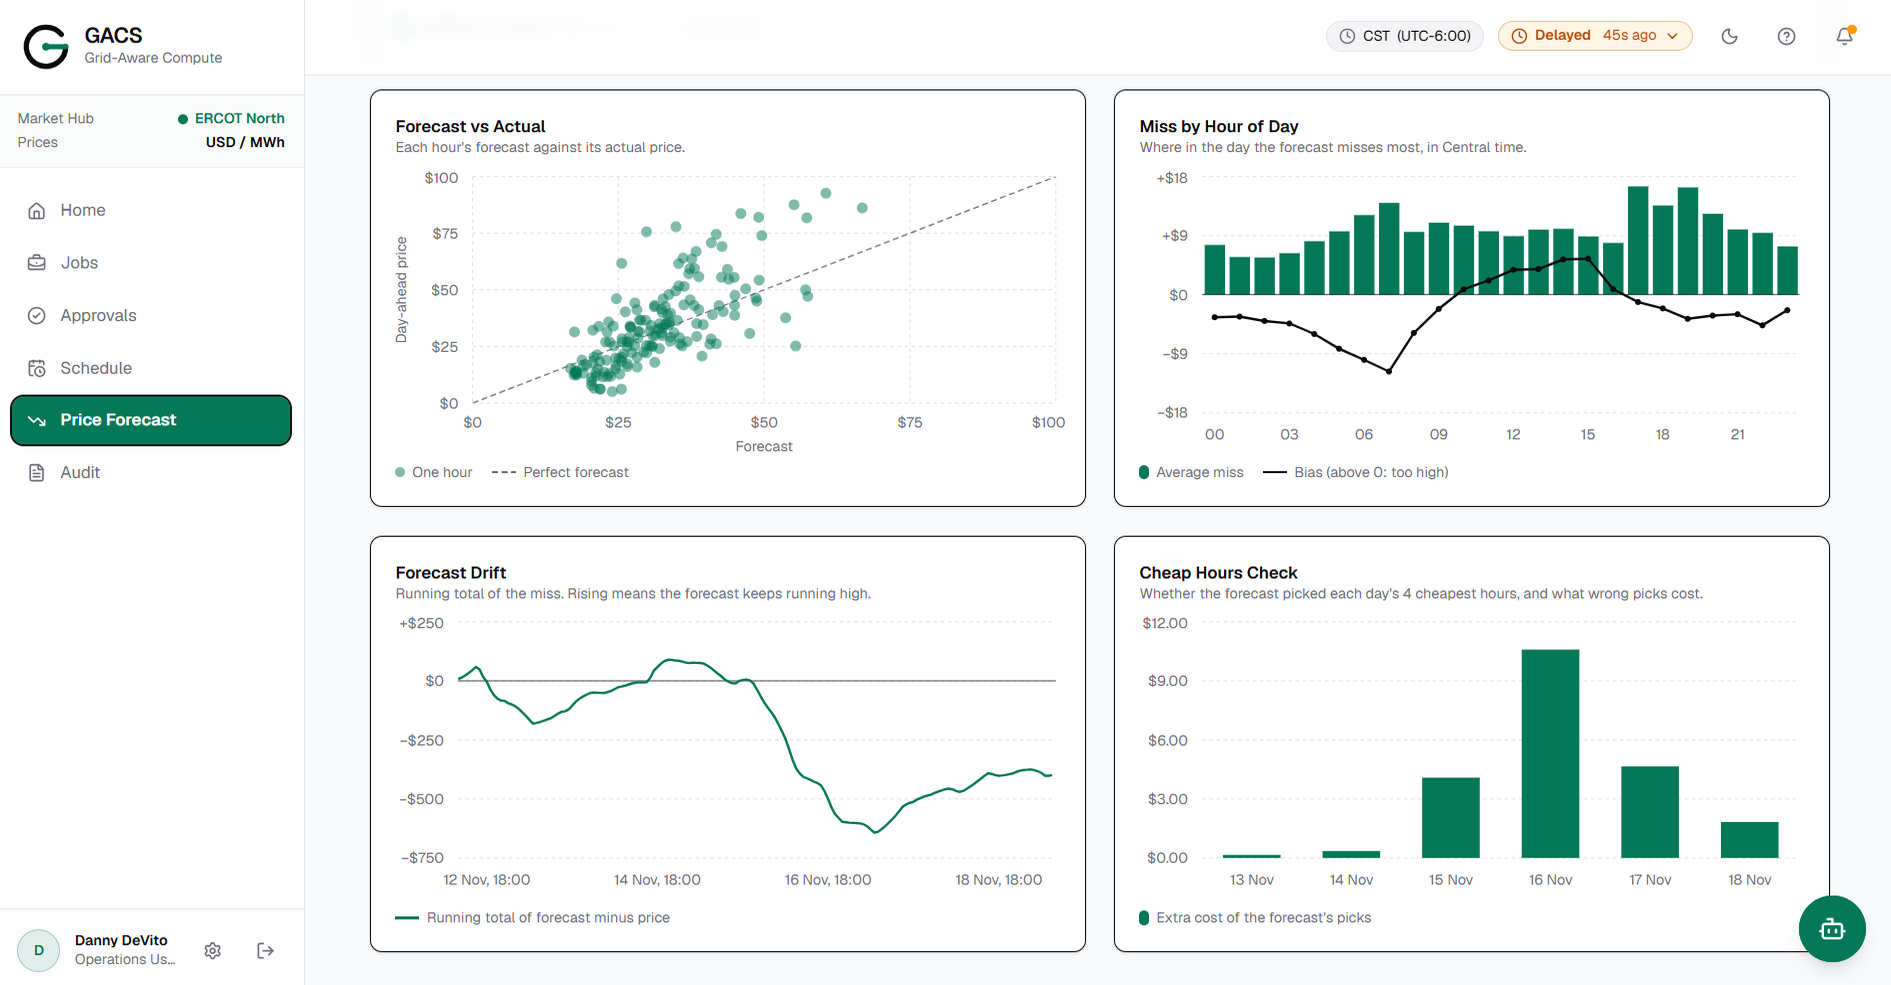 GACS
Grid-Aware Compute
CST (UTC-6:00)
Delayed 45s ago
Market Hub
ERCOT North
Prices
USD / MWh
Home
Jobs
Approvals
Schedule
Price Forecast
Audit
Danny DeVito
Operations Us...
D
Forecast vs Actual
Each hour's forecast against its actual price.
Day-ahead price
$100
$75
$50
$25
$0
$0 $25 $50 $75 $100
Forecast
One hour
Perfect forecast
Miss by Hour of Day
Where in the day the forecast misses most, in Central time.
+$18
+$9
$0
−$9
−$18
00 03 06 09 12 15 18 21
Average miss
Bias (above 0: too high)
Forecast Drift
Running total of the miss. Rising means the forecast keeps running high.
+$250
$0
−$250
−$500
−$750
12 Nov, 18:00 14 Nov, 18:00 16 Nov, 18:00 18 Nov, 18:00
Running total of forecast minus price
Cheap Hours Check
Whether the forecast picked each day's 4 cheapest hours, and what wrong picks cost.
$12.00
$9.00
$6.00
$3.00
$0.00
13 Nov 14 Nov 15 Nov 16 Nov 17 Nov 18 Nov
Extra cost of the forecast's picks